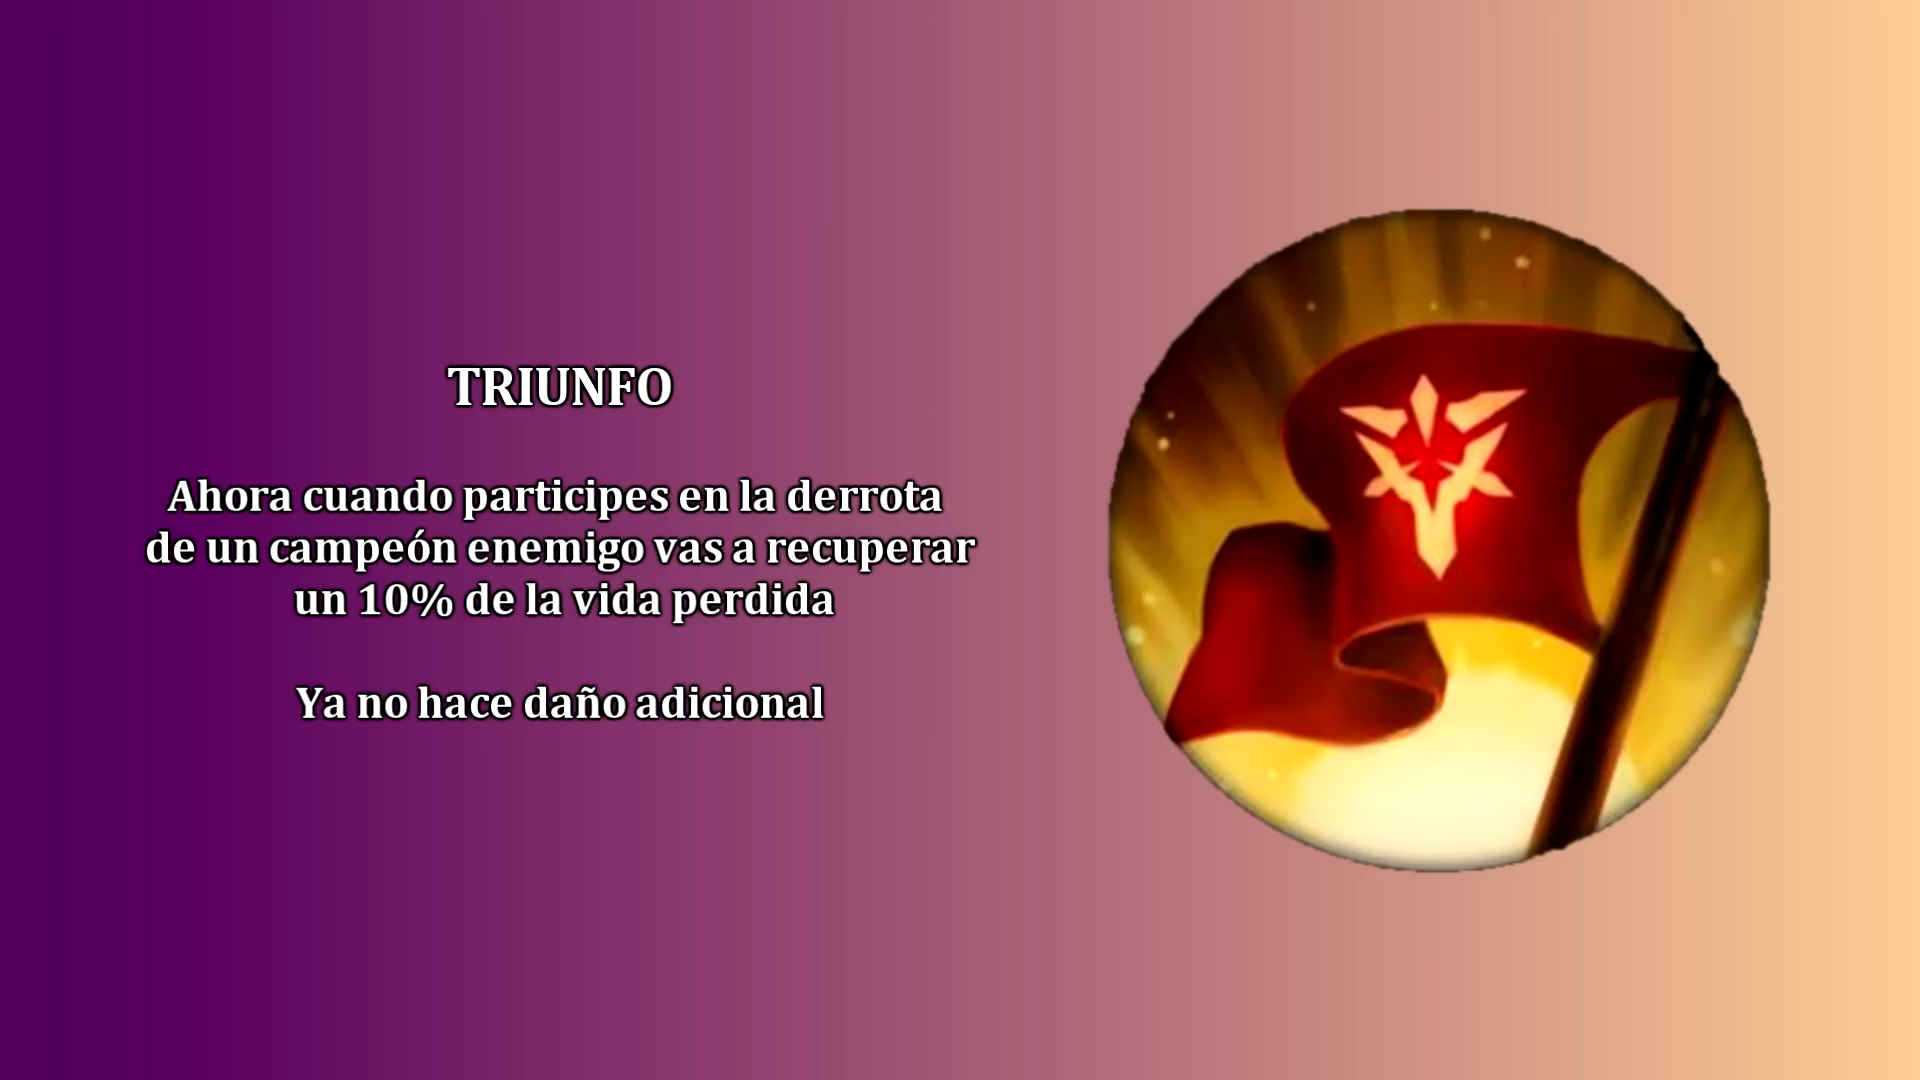 TRIUNFO
Ahora cuando participes en la derrota
de un campeón enemigo vas a recuperar
un 10% de la vida perdida
Ya no hace daño adicional